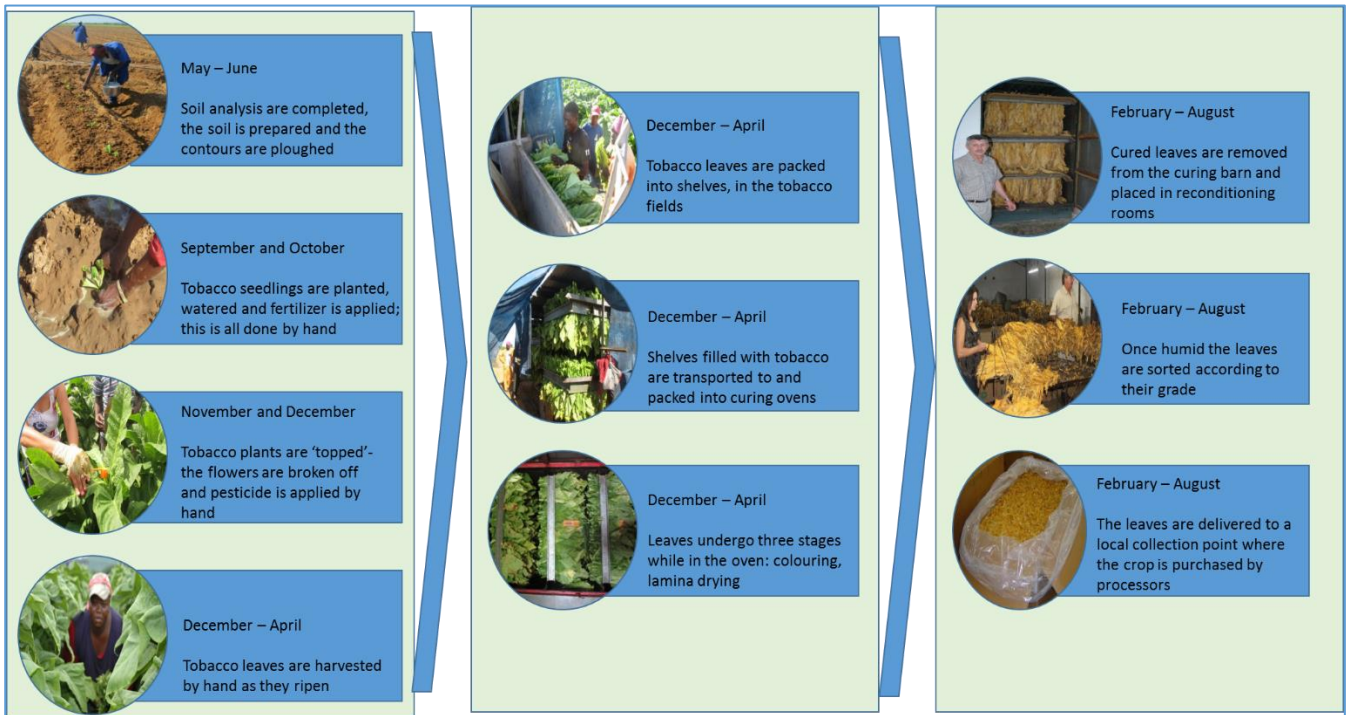 May – June
Soil analysis are completed,
the soil is prepared and the
contours are ploughed
September and October
Tobacco seedlings are planted,
watered and fertilizer is applied;
this is all done by hand
November and December
Tobacco plants are ‘topped’-
the flowers are broken off
and pesticide is applied by
hand
December – April
Tobacco leaves are harvested
by hand as they ripen
December – April
Tobacco leaves are packed
into shelves, in the tobacco
fields
December – April
Shelves filled with tobacco
are transported to and
packed into curing ovens
December – April
Leaves undergo three stages
while in the oven: colouring,
lamina drying
February – August
Cured leaves are removed
from the curing barn and
placed in reconditioning
rooms
February – August
Once humid the leaves
are sorted according to
their grade
February – August
The leaves are delivered to a
local collection point where
the crop is purchased by
processors